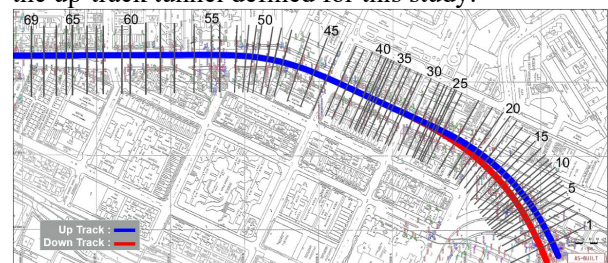 the up-track tunnel defined for this study.
69 65 60 55 50
45
40
35
30
25
20
15
10
5
1
Up Track :
Down Track :
AS-BUILT